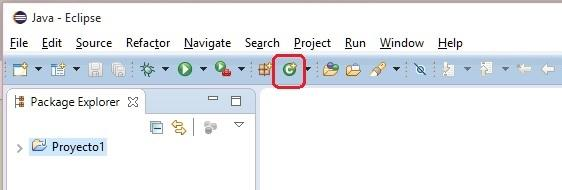 Java - Eclipse
File Edit Source Refactor Navigate Search Project Run Window Help
Package Explorer
Proyecto1